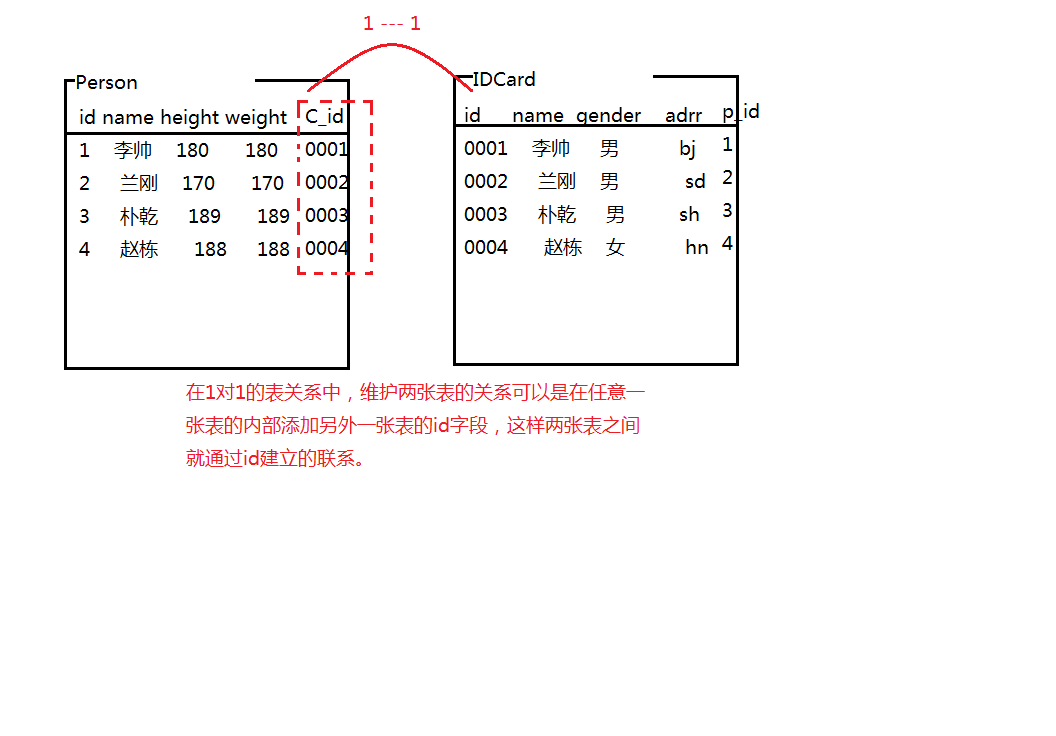 1 --- 1
Person
id name height weight C_id
1 李帅 180 180 0001
2 兰刚 170 170 0002
3 朴乾 189 189 0003
4 赵栋 188 188 0004
IDCard
id name gender adrr p_id
0001 李帅 男 bj 1
0002 兰刚 男 sd 2
0003 朴乾 男 sh 3
0004 赵栋 女 hn 4
在1对1的表关系中，维护两张表的关系可以是在任意一
张表的内部添加另外一张表的id字段，这样两张表之间
就通过id建立的联系。